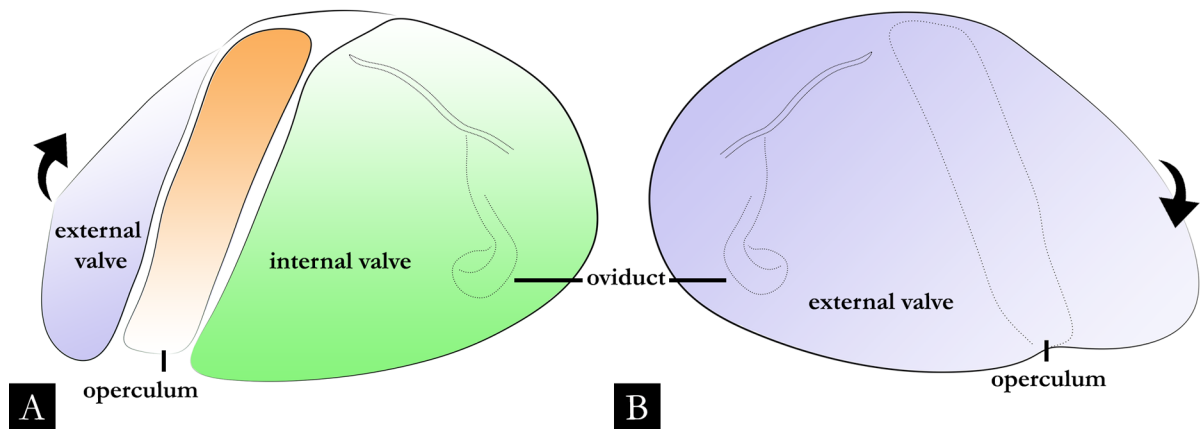 external
valve
internal valve
oviduct
external valve
operculum
operculum
A
B